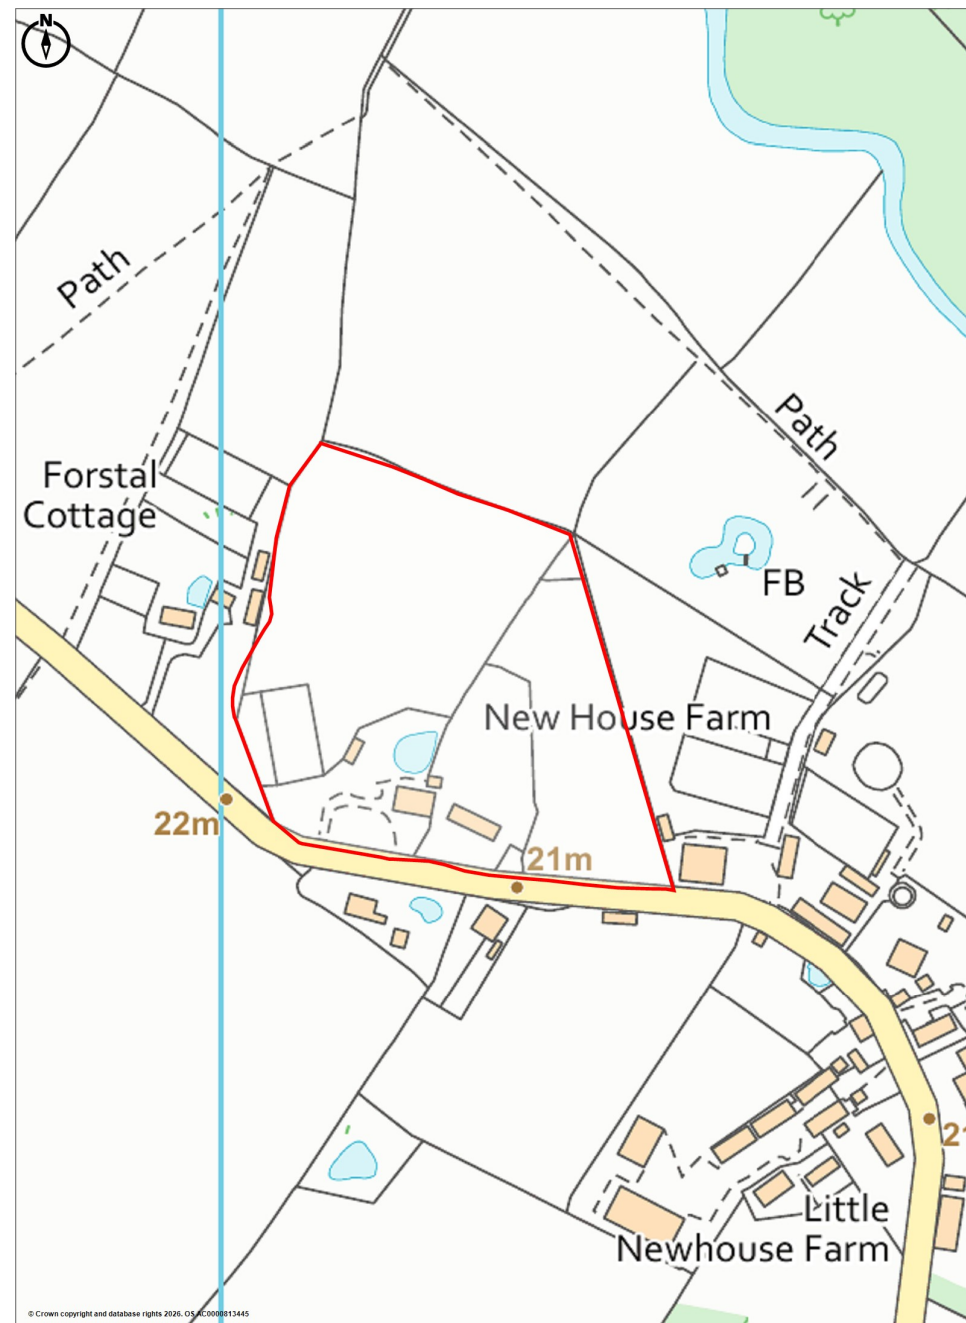 N
Path
Path
Forstal
Cottage
FB
Track
New House Farm
22m
21m
21
Little
Newhouse Farm
© Crown copyright and database rights 2026. OS AC0000813445